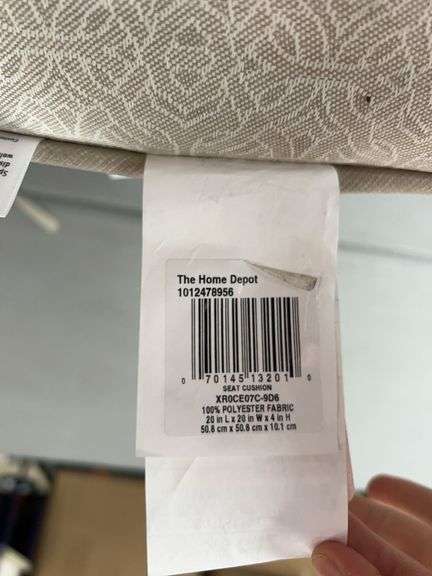 The Home Depot
1012478956
0 70145 13201 0
SEAT CUSHION
XR0CE07C-9D6
100% POLYESTER FABRIC
20 in L x 20 in W x 4 in H
50.8 cm x 50.8 cm x 10.1 cm